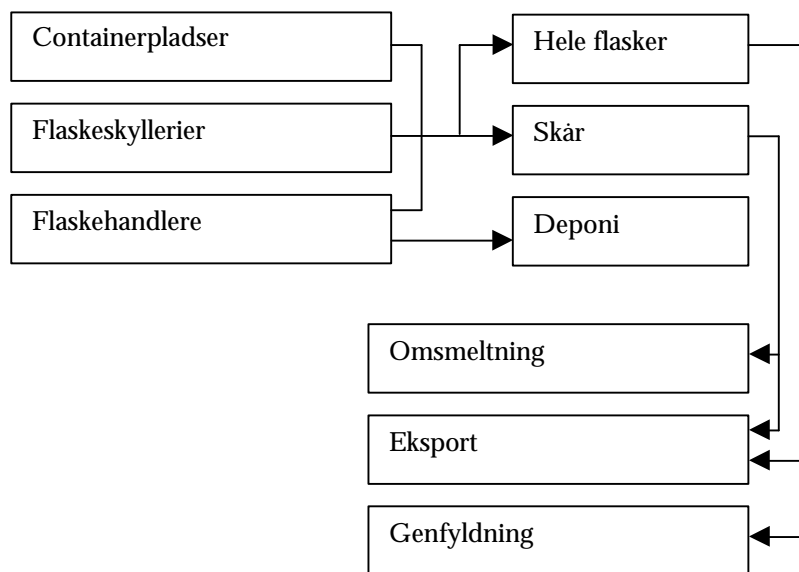 Containerpladser
Hele flasker
Flaskeskyllerier
Skår
Flaskehandlere
Deponi
Omsmeltning
Eksport
Genfyldning